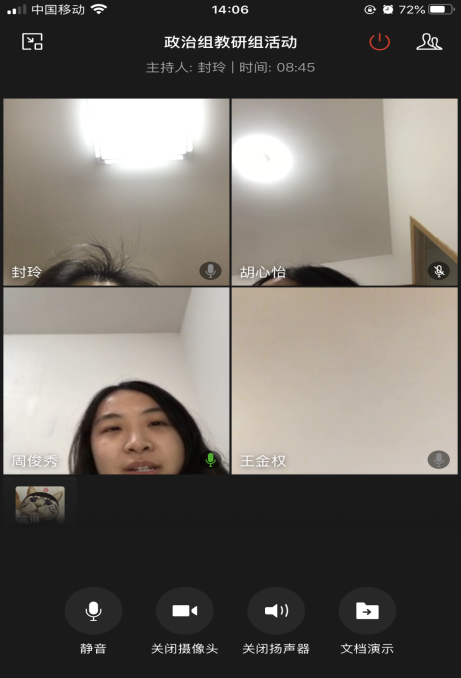 中国移动 14:06 72%
政治组教研组活动
主持人: 封玲 | 时间: 08:45
封玲 胡心怡
周俊秀 王金权
静音 关闭摄像头 关闭扬声器 文档演示